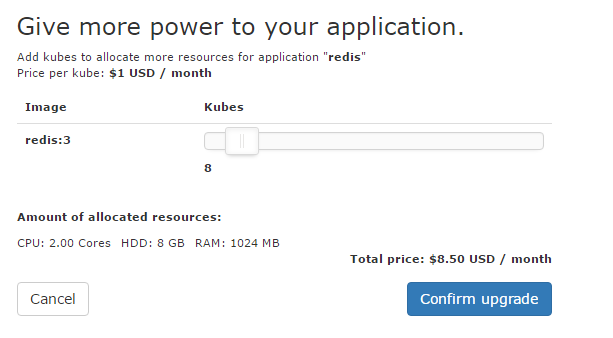 Give more power to your application.
Add kubes to allocate more resources for application "redis"
Price per kube: $1 USD / month
Image Kubes
redis:3
8
Amount of allocated resources:
CPU: 2.00 Cores HDD: 8 GB RAM: 1024 MB
Total price: $8.50 USD / month
Cancel Confirm upgrade